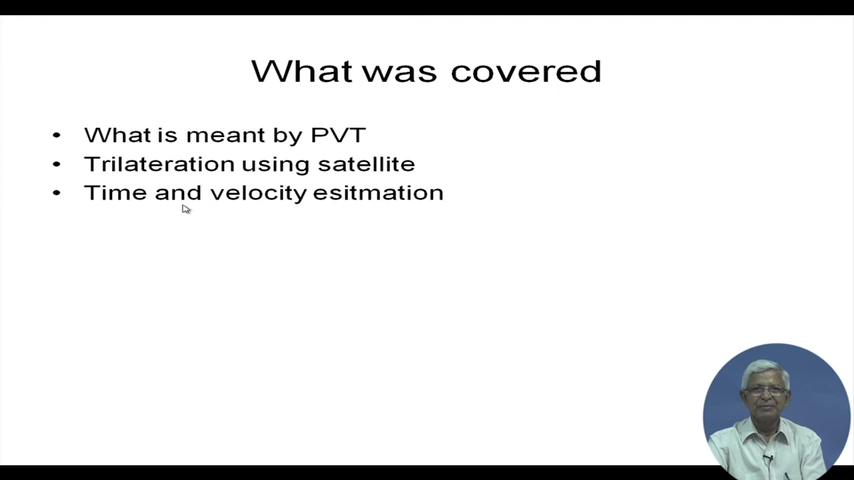 What was covered
• What is meant by PVT
• Trilateration using satellite
• Time and velocity esitmation